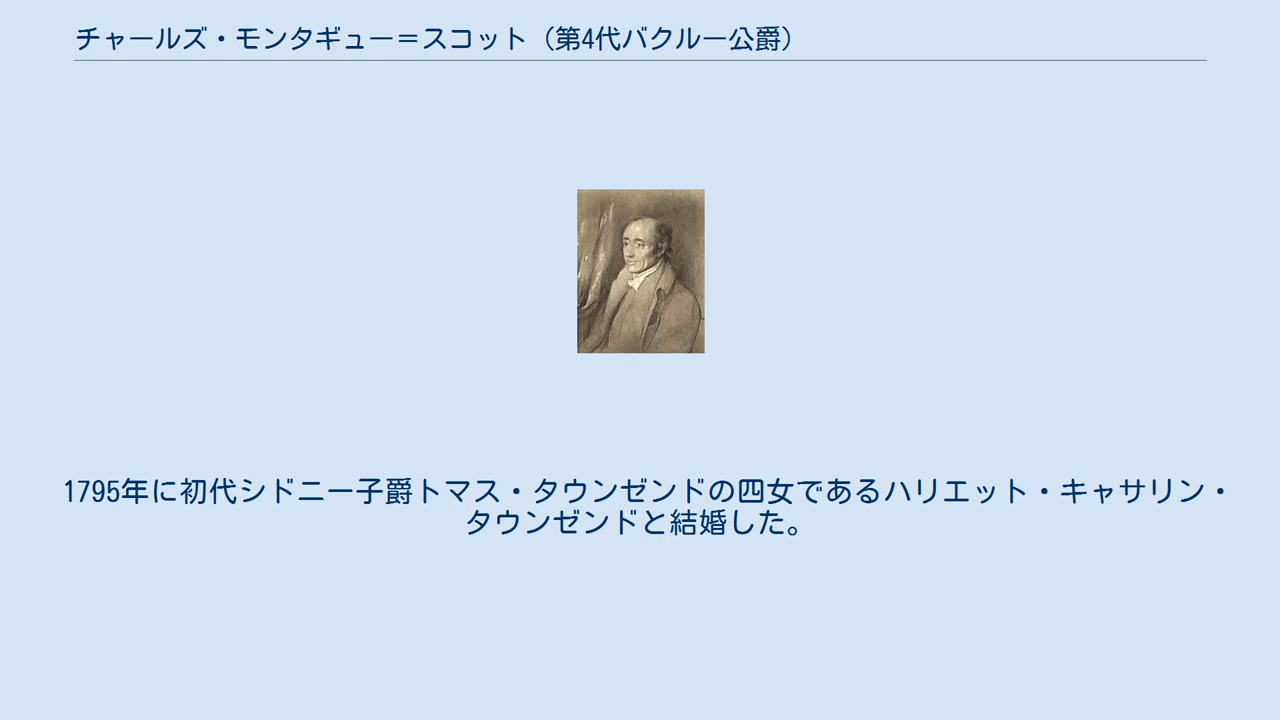 チャールズ・モンタギュー＝スコット（第4代バクルー公爵）
1795年に初代シドニー子爵トマス・タウンゼンドの四女であるハリエット・キャサリン・
タウンゼンドと結婚した。